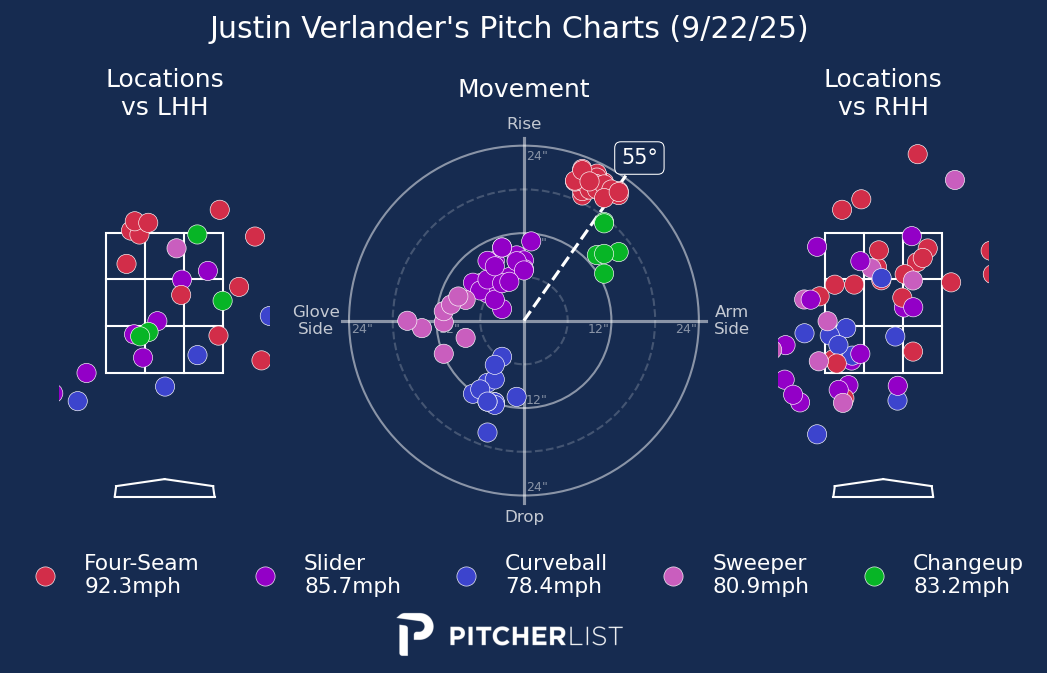 Justin Verlander's Pitch Charts (9/22/25)
Locations
vs LHH
Movement
Locations
vs RHH
Rise
24"
55°
Glove
Side
24"
12"
24"
Arm
Side
12"
24"
Drop
Four-Seam
92.3mph
Slider
85.7mph
Curveball
78.4mph
Sweeper
80.9mph
Changeup
83.2mph
PITCHERLIST